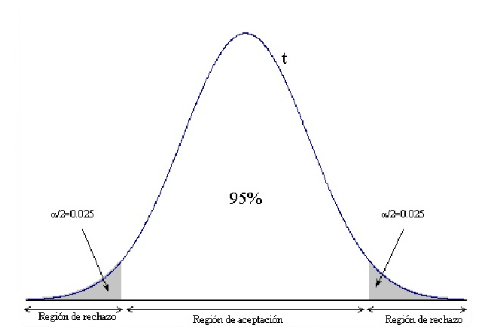 t
95%
α/2=0.025
α/2=0.025
Región de rechazo
Región de aceptación
Región de rechazo